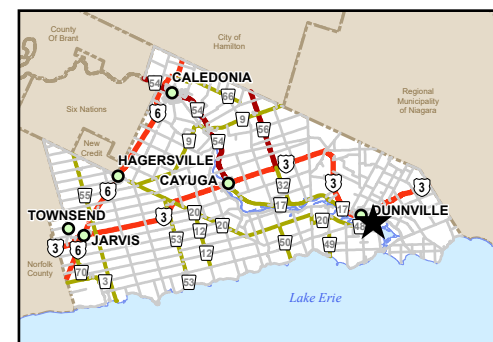 County
Of Brant
City of
Hamilton
54
CALEDONIA
66
6
54
Six Nations
Regional
Municipality
of Niagara
9
56
54
9
New
Credit
HAGERSVILLE
3
CAYUGA
32
3
3
55
6
17
17
DUNNVILLE
TOWNSEND
3
20
20
20
48
JARVIS
12
53
50
49
3
6
12
Norfolk
County
70
3
53
Lake Erie